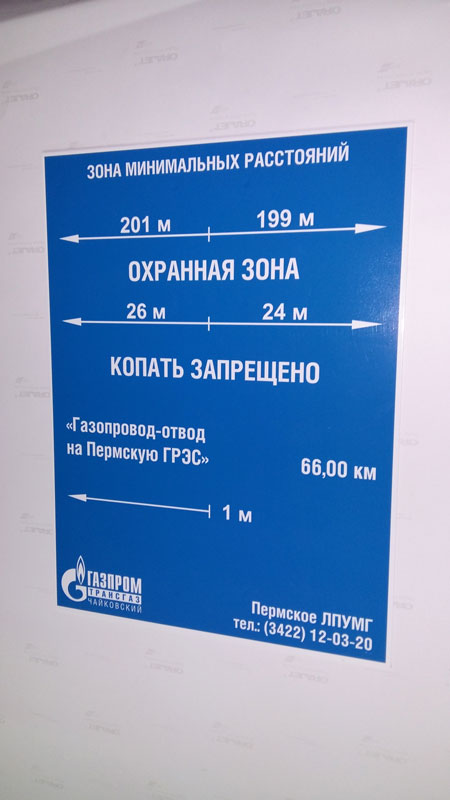 ЗОНА МИНИМАЛЬНЫХ РАССТОЯНИЙ
201 м 199 м
ОХРАННАЯ ЗОНА
26 м 24 м
КОПАТЬ ЗАПРЕЩЕНО
«Газопровод-отвод
на Пермскую ГРЭС»
66,00 км
1 м
ГАЗПРОМ
ТРАНСГАЗ
ЧАЙКОВСКИЙ
Пермское ЛПУМГ
тел.: (3422) 12-03-20